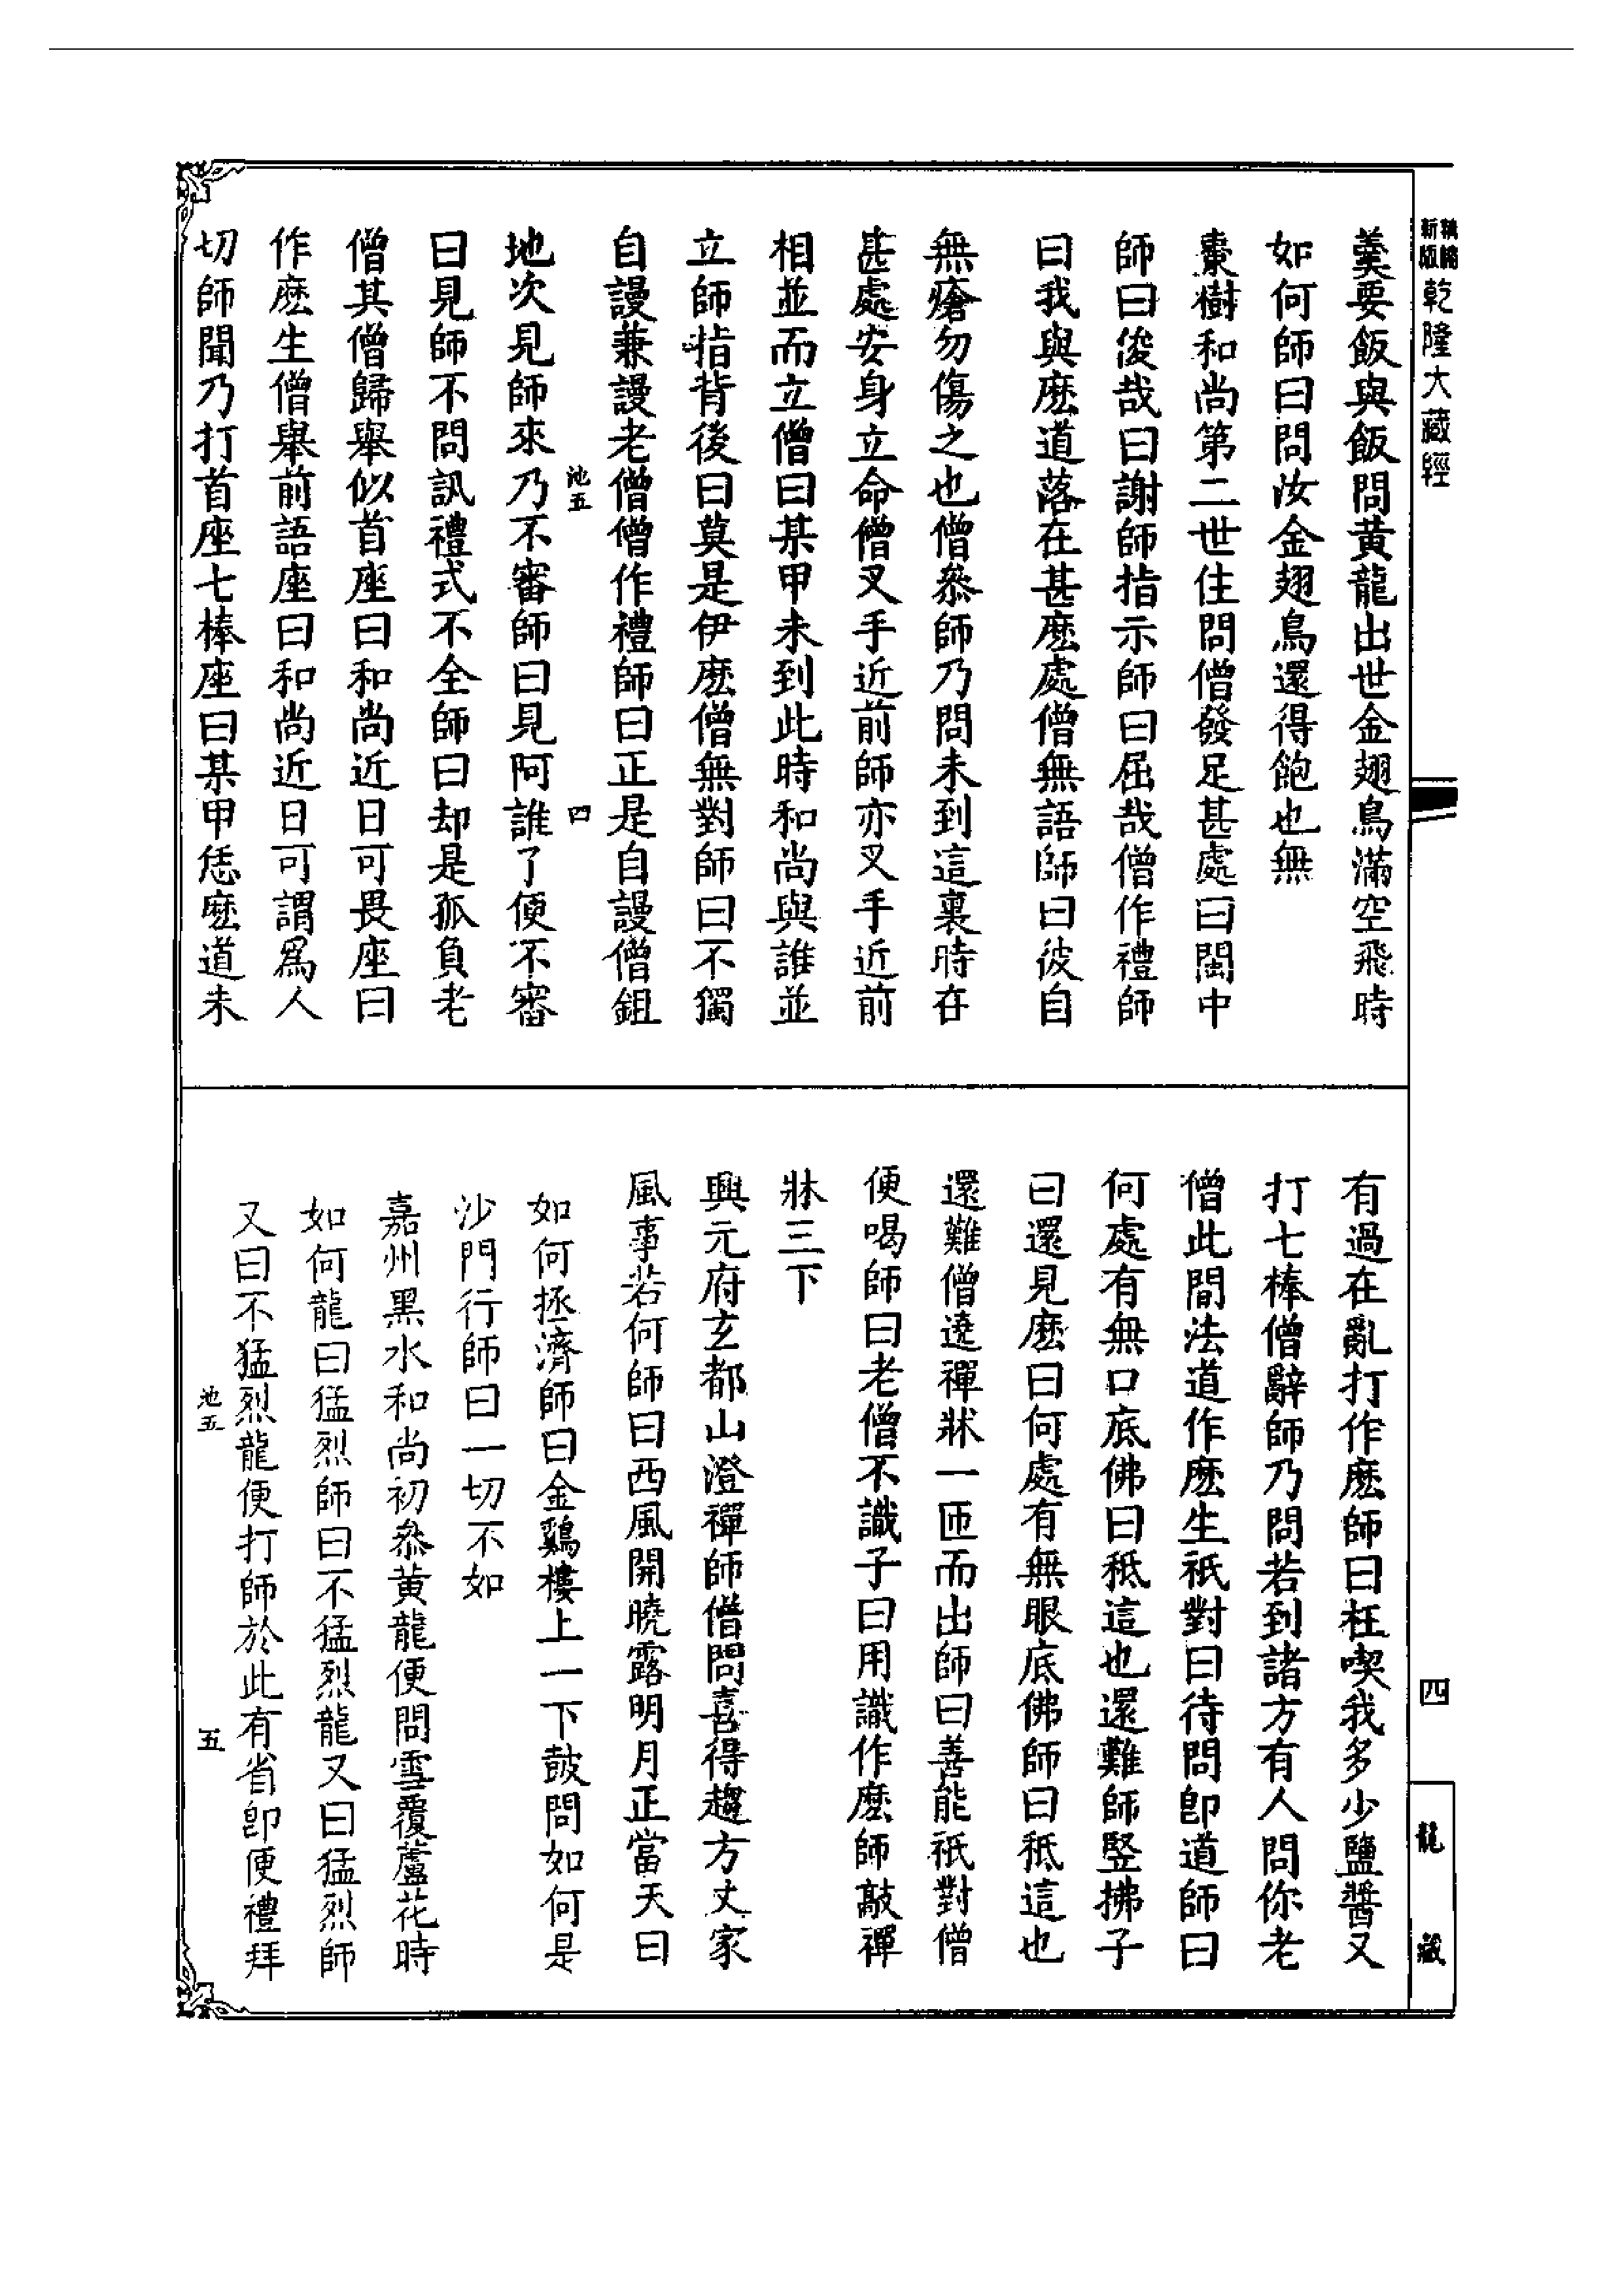 新版 精縮 乾隆大藏經
四
龍藏
羹要飯與飯問黃龍出世金翅鳥滿空飛時
如何師曰問汝金翅鳥還得飽也無
棗樹和尚第二世住問僧發足甚處曰閩中
師曰俊哉曰謝師指示師曰屈哉僧作禮師
曰我與麽道落在甚麽處僧無語師曰彼自
無瘡勿傷之也僧叅師乃問未到這裏時在
甚處安身立命僧叉手近前師亦叉手近前
相並而立僧曰某甲未到此時和尚與誰並
立師指背後曰莫是伊麽僧無對師曰不獨
自謾兼謾老僧僧作禮師曰正是自謾僧鉏
池五
四
地次見師來乃不審師曰見阿誰了便不審
曰見師不問訊禮式不全師曰却是孤負老
僧其僧歸舉似首座曰和尚近日可畏座曰
作麽生僧舉前語座曰和尚近日可謂爲人
切師聞乃打首座七棒座曰某甲恁麽道未
有過在亂打作麽師曰枉喫我多少鹽醬又
打七棒僧辭師乃問若到諸方有人問你老
僧此間法道作麽生祇對曰待問卽道師曰
何處有無口底佛曰秪這也還難師竪拂子
曰還見麽曰何處有無眼底佛師曰秪這也
還難僧遶禪牀一匝而出師曰善能祇對僧
便喝師曰老僧不識子曰用識作麽師敲禪
牀三下
興元府玄都山澄禪師僧問喜得趨方丈家
風事若何師曰西風開曉露明月正當天曰
如何拯濟師曰金鷄樓上一下鼓問如何是
沙門行師曰一切不如
嘉州黑水和尚初叅黄龍便問雪覆蘆花時
如何龍曰猛烈師曰不猛烈龍又曰猛烈師
又曰不猛烈龍便打師於此有省卽便禮拜
池五
五